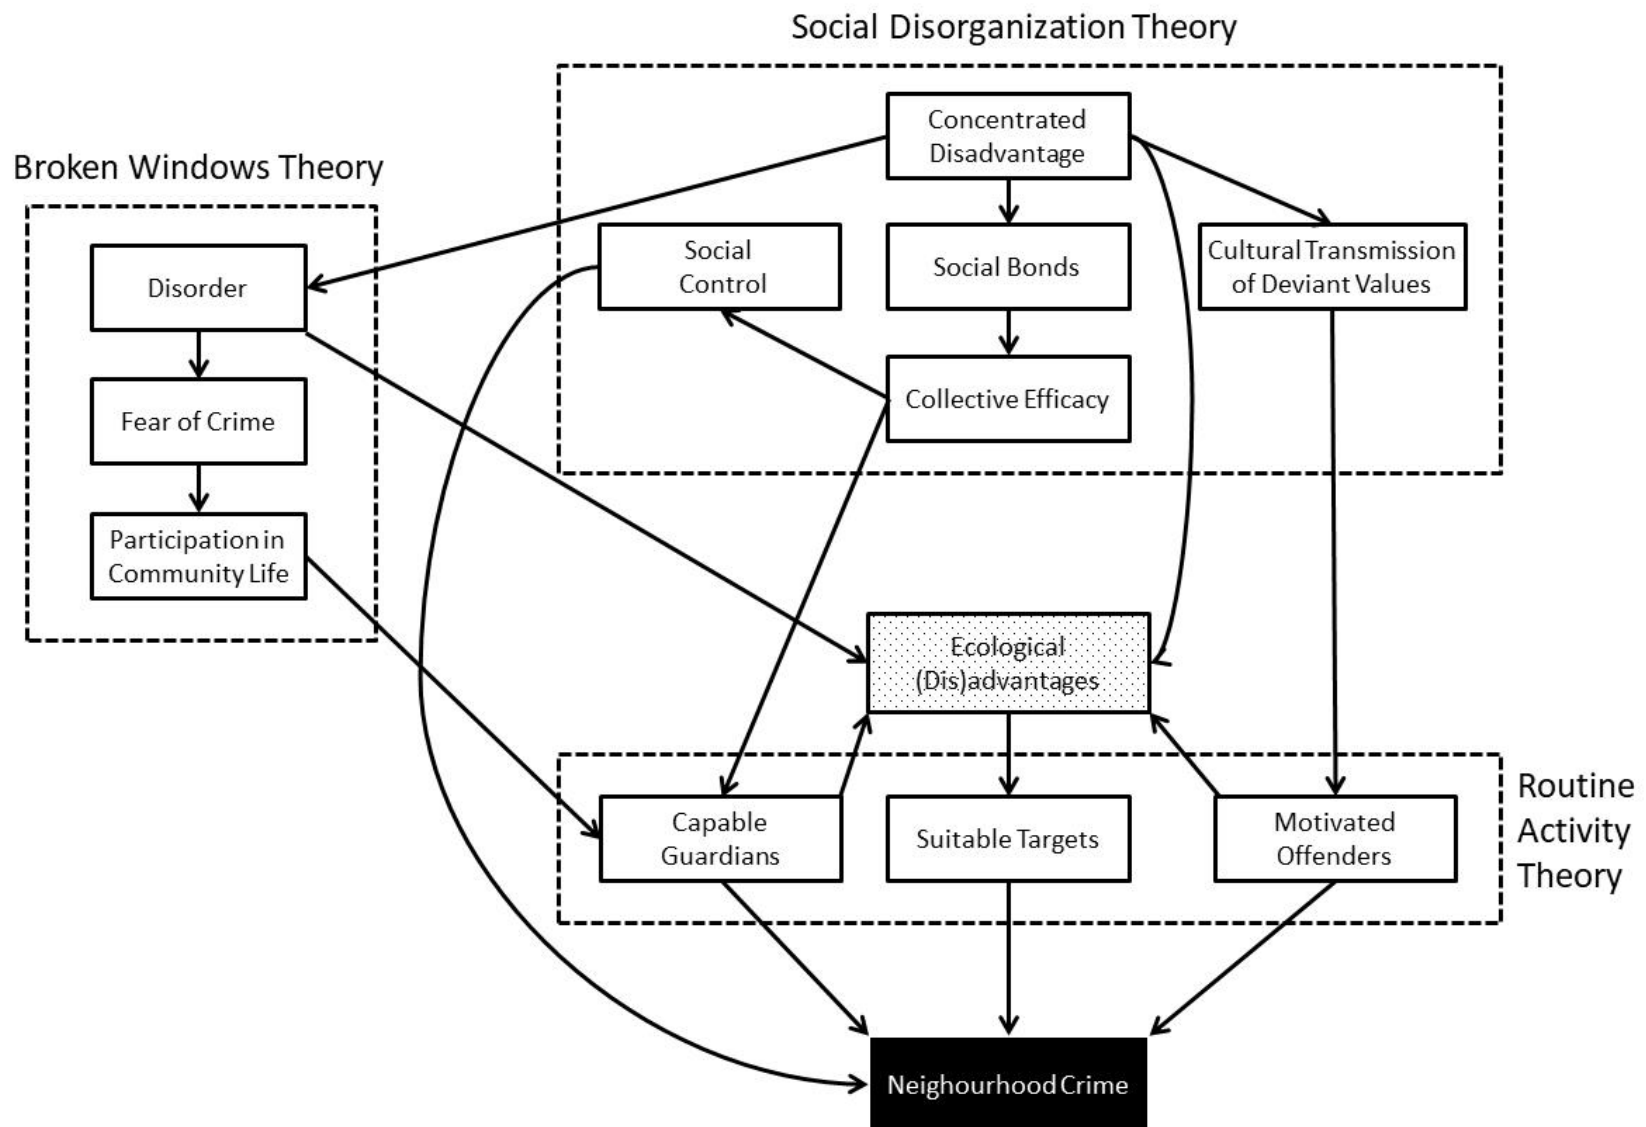 Social Disorganization Theory
Concentrated
Disadvantage
Broken Windows Theory
Social
Control
Social Bonds
Cultural Transmission
of Deviant Values
Disorder
Collective Efficacy
Fear of Crime
Participation in
Community Life
Ecological
(Dis)advantages
Capable
Guardians
Suitable Targets
Motivated
Offenders
Routine
Activity
Theory
Neighourhood Crime